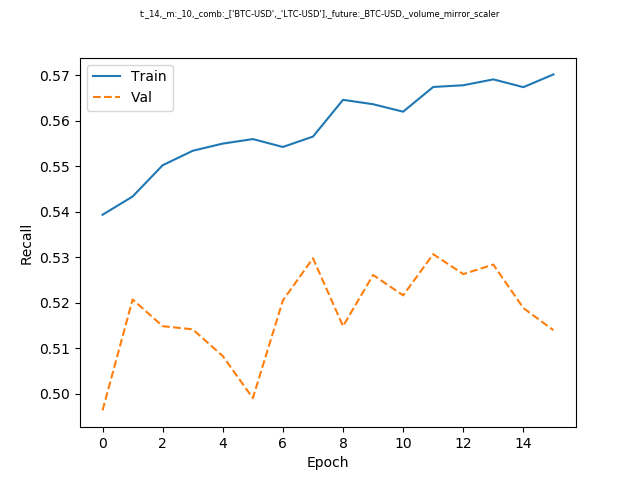 t:_14,_m:_10,_comb:_['BTC-USD',_'LTC-USD'],_future:_BTC-USD,_volume_mirror_scaler
Train
Val
0.57
0.56
0.55
0.54
0.53
0.52
0.51
0.50
Recall
0 2 4 6 8 10 12 14
Epoch